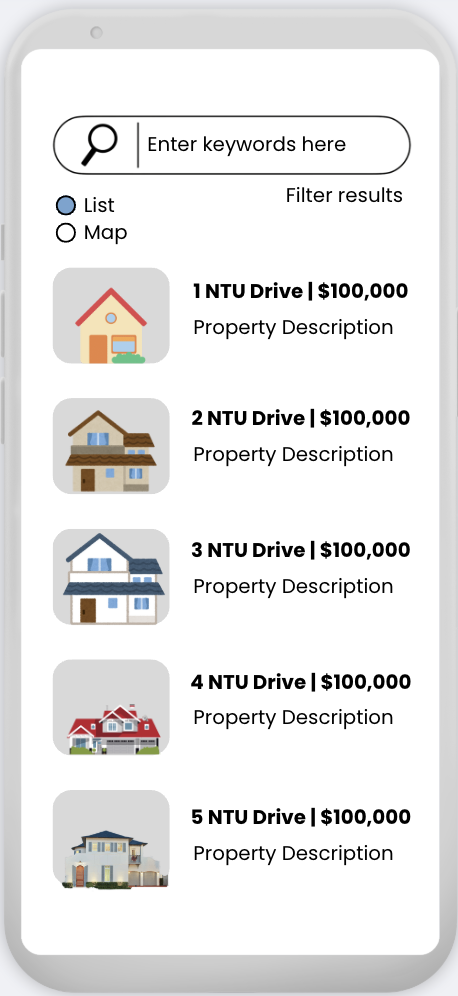 Enter keywords here
Filter results
List
Map
1 NTU Drive | $100,000
Property Description
2 NTU Drive | $100,000
Property Description
3 NTU Drive | $100,000
Property Description
4 NTU Drive | $100,000
Property Description
5 NTU Drive | $100,000
Property Description